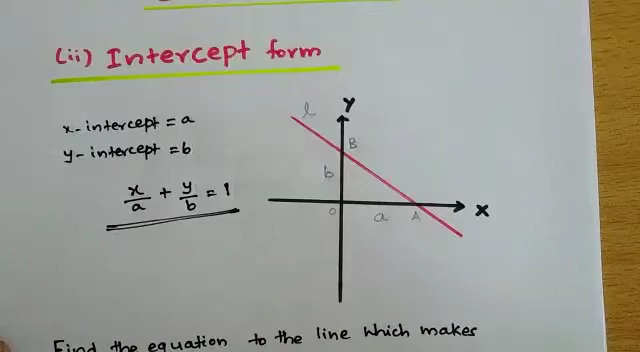 (ii) Intercept form
x-intercept = a
y-intercept = b
x/a + y/b = 1
Y
l
B
b
O
a
A
X
Find the equation to the line which makes